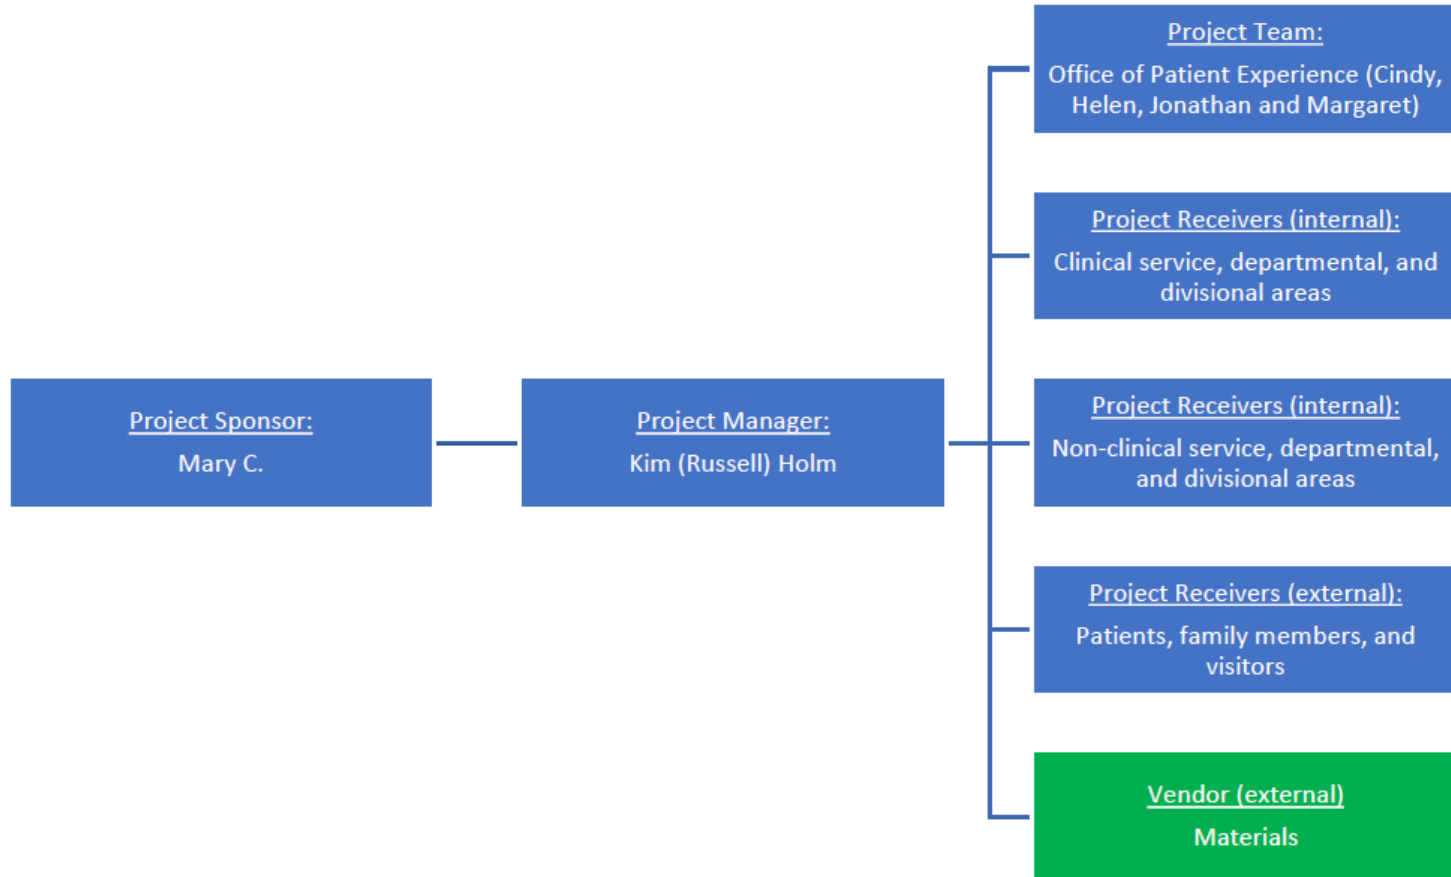 Project Sponsor:
Mary C.
Project Manager:
Kim (Russell) Holm
Project Team:
Office of Patient Experience (Cindy,
Helen, Jonathan and Margaret)
Project Receivers (internal):
Clinical service, departmental, and
divisional areas
Project Receivers (internal):
Non-clinical service, departmental,
and divisional areas
Project Receivers (external):
Patients, family members, and
visitors
Vendor (external)
Materials